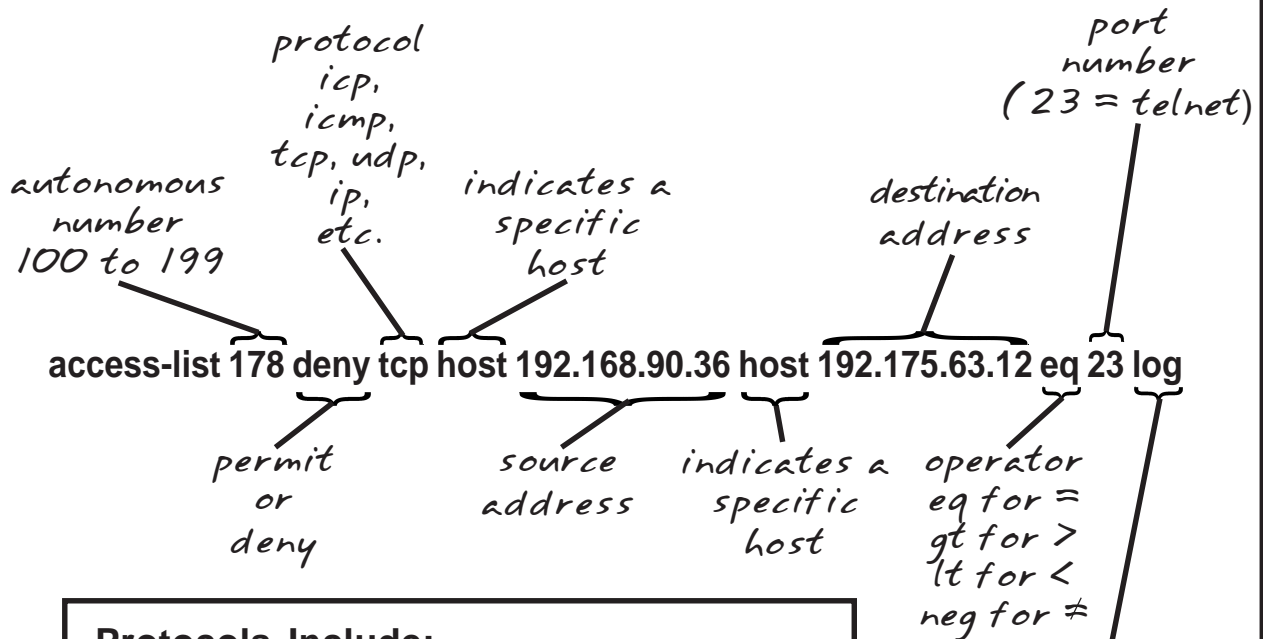 protocol
icp,
icmp,
tcp, udp,
ip,
etc.
port
number
(23 = telnet)
autonomous
number
100 to 199
indicates a
specific
host
destination
address
access-list 178 deny tcp host 192.168.90.36 host 192.175.63.12 eq 23 log
permit
or
deny
source
address
indicates a
specific
host
operator
eq for =
gt for >
lt for <
neg for ≠
Protocols Include: